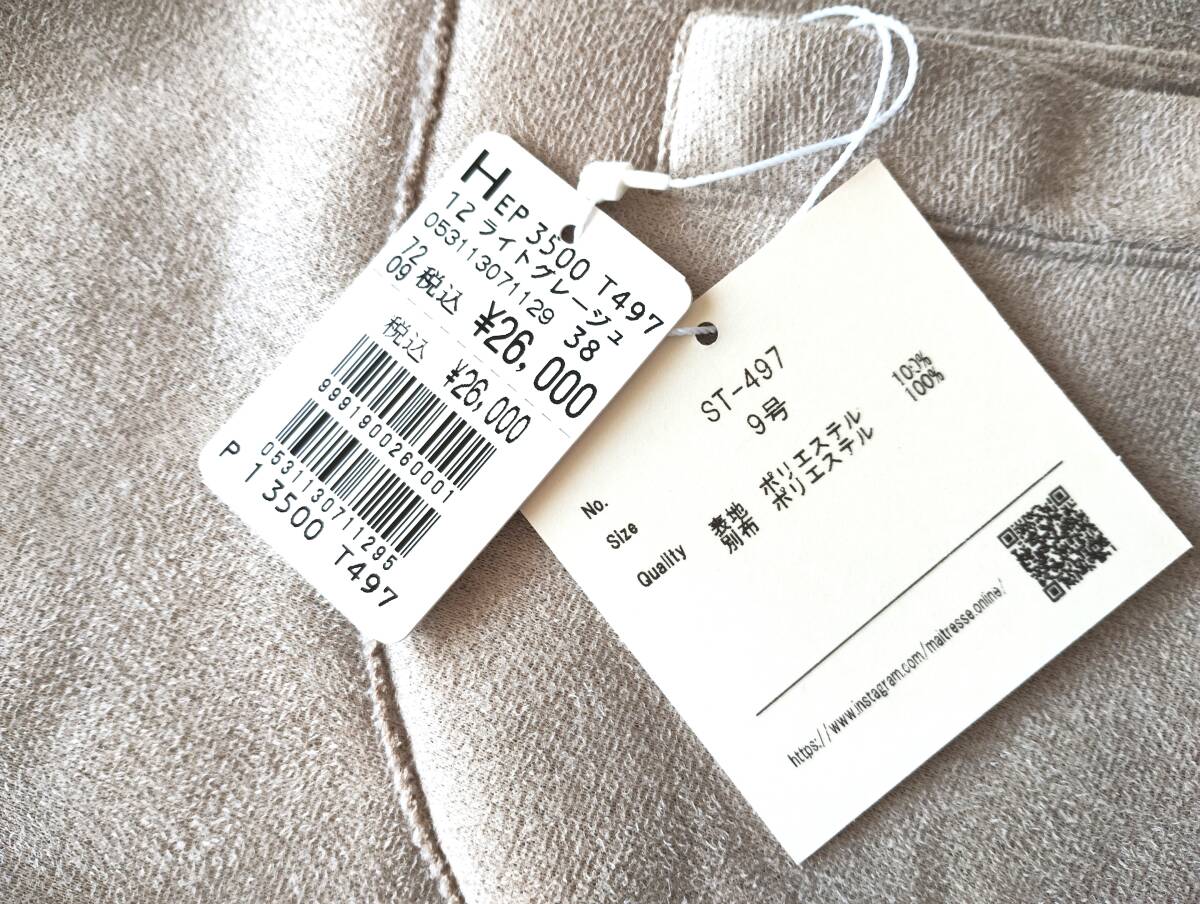 HEP 3500 T497
12 ライトグレージュ
053113071129 38
72
09 税込 ¥26,000
税込 ¥26,000
9991900260001
0531130711295
P 1 3500 T497
No. ST-497
Size 9号
Quality 表地 ポリエステル 100%
別布 ポリエステル 100%
https://www.instagram.com/maitresse.online/